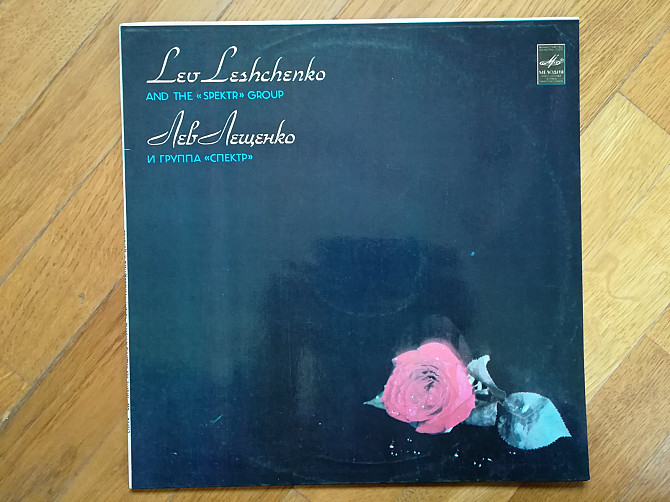 Lev Leshchenko
AND THE «SPEKTR» GROUP
Лев Лещенко
И ГРУППА «СПЕКТР»
МЕЛОДИЯ